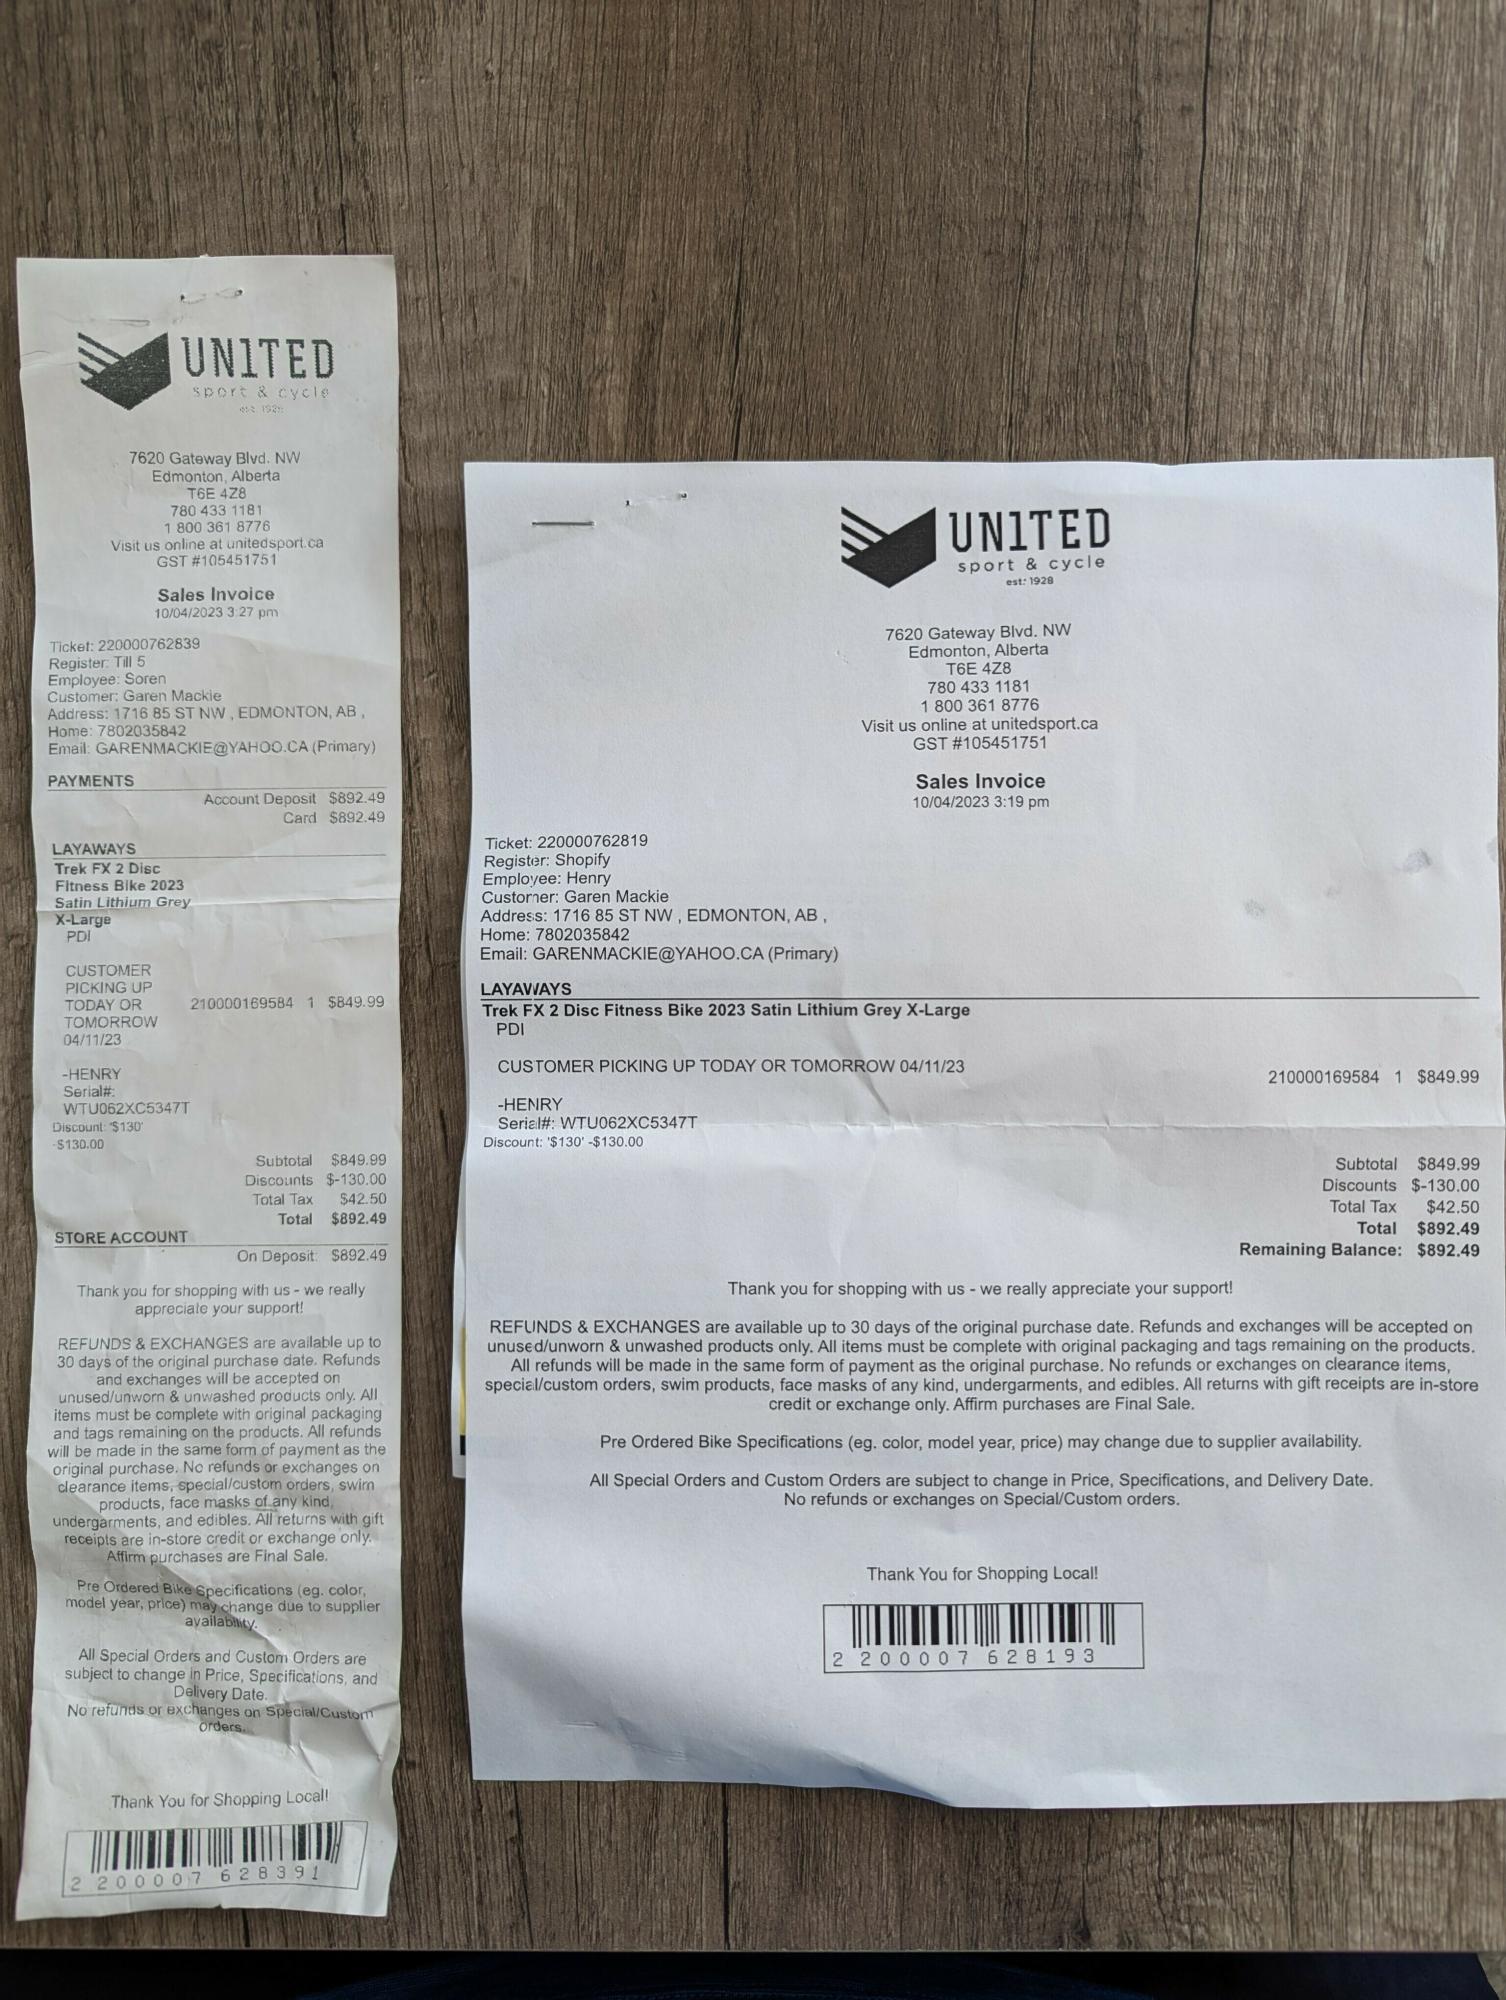 UN1TED
sport & cycle
est. 1928
7620 Gateway Blvd. NW
Edmonton, Alberta
T6E 4Z8
780 433 1181
1 800 361 8776
Visit us online at unitedsport.ca
GST #105451751
Sales Invoice
10/04/2023 3:27 pm
Ticket: 220000762839
Register: Till 5
Employee: Soren
Customer: Garen Mackie
Address: 1716 85 ST NW , EDMONTON, AB ,
Home: 7802035842
Email: GARENMACKIE@YAHOO.CA (Primary)
PAYMENTS
Account Deposit $892.49
Card $892.49
LAYAWAYS
Trek FX 2 Disc
Fitness Bike 2023
Satin Lithium Grey
X-Large
PDI
CUSTOMER
PICKING UP
TODAY OR 210000169584 1 $849.99
TOMORROW
04/11/23
-HENRY
Serial#:
WTU062XC5347T
Discount: '$130'
-$130.00
Subtotal $849.99
Discounts $-130.00
Total Tax $42.50
Total $892.49
STORE ACCOUNT
On Deposit: $892.49
Thank you for shopping with us - we really
appreciate your support!
REFUNDS & EXCHANGES are available up to
30 days of the original purchase date. Refunds
and exchanges will be accepted on
unused/unworn & unwashed products only. All
items must be complete with original packaging
and tags remaining on the products. All refunds
will be made in the same form of payment as the
original purchase. No refunds or exchanges on
clearance items, special/custom orders, swim
products, face masks of any kind,
undergarments, and edibles. All returns with gift
receipts are in-store credit or exchange only.
Affirm purchases are Final Sale.
Pre Ordered Bike Specifications (eg. color,
model year, price) may change due to supplier
availability.
All Special Orders and Custom Orders are
subject to change in Price, Specifications, and
Delivery Date.
No refunds or exchanges on Special/Custom
orders.
Thank You for Shopping Local!
2 200007 628391
UN1TED
sport & cycle
est. 1928
7620 Gateway Blvd. NW
Edmonton, Alberta
T6E 4Z8
780 433 1181
1 800 361 8776
Visit us online at unitedsport.ca
GST #105451751
Sales Invoice
10/04/2023 3:19 pm
Ticket: 220000762819
Register: Shopify
Employee: Henry
Customer: Garen Mackie
Address: 1716 85 ST NW , EDMONTON, AB ,
Home: 7802035842
Email: GARENMACKIE@YAHOO.CA (Primary)
LAYAWAYS
Trek FX 2 Disc Fitness Bike 2023 Satin Lithium Grey X-Large
PDI
CUSTOMER PICKING UP TODAY OR TOMORROW 04/11/23
210000169584 1 $849.99
-HENRY
Serial#: WTU062XC5347T
Discount: '$130' -$130.00
Subtotal $849.99
Discounts $-130.00
Total Tax $42.50
Total $892.49
Remaining Balance: $892.49
Thank you for shopping with us - we really appreciate your support!
REFUNDS & EXCHANGES are available up to 30 days of the original purchase date. Refunds and exchanges will be accepted on
unused/unworn & unwashed products only. All items must be complete with original packaging and tags remaining on the products.
All refunds will be made in the same form of payment as the original purchase. No refunds or exchanges on clearance items,
special/custom orders, swim products, face masks of any kind, undergarments, and edibles. All returns with gift receipts are in-store
credit or exchange only. Affirm purchases are Final Sale.
Pre Ordered Bike Specifications (eg. color, model year, price) may change due to supplier availability.
All Special Orders and Custom Orders are subject to change in Price, Specifications, and Delivery Date.
No refunds or exchanges on Special/Custom orders.
Thank You for Shopping Local!
2 200007 628193